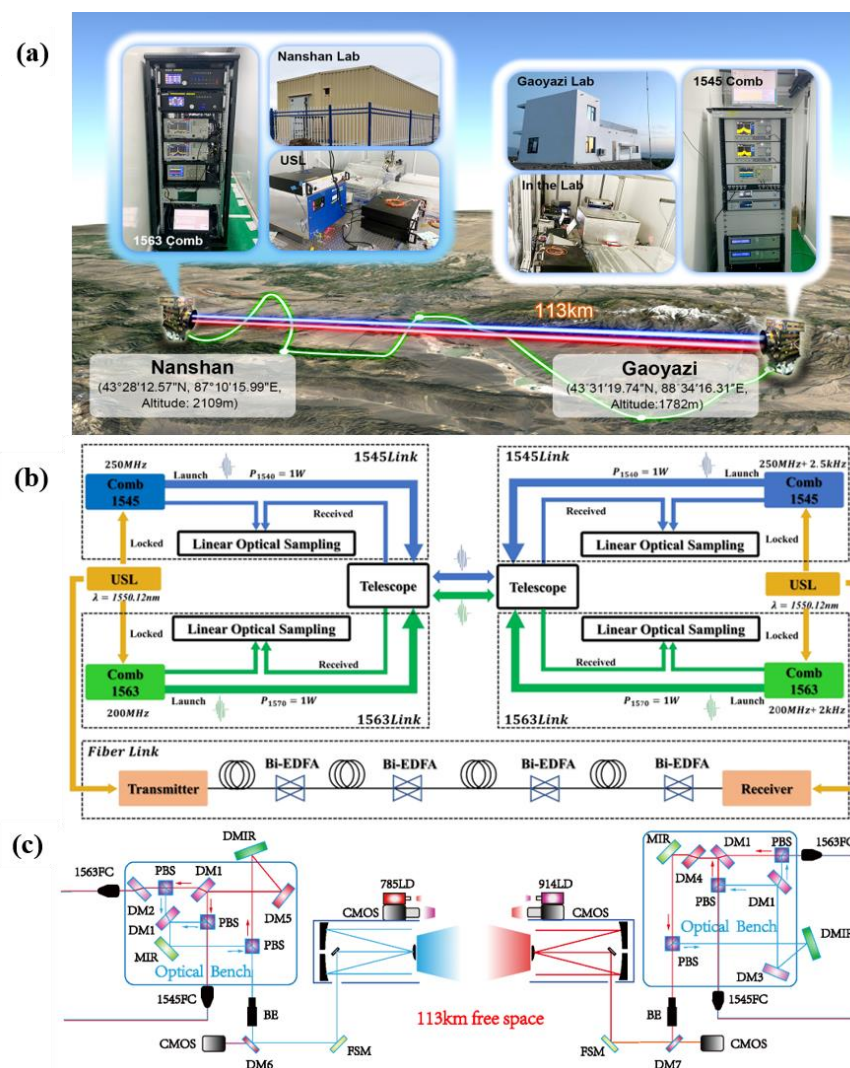 (a)
Nanshan Lab
USL
1563 Comb
Gaoyazi Lab
In the Lab
1545 Comb
113km
Nanshan
(43°28'12.57"N, 87°10'15.99"E,
Altitude: 2109m)
Gaoyazi
(43°31'19.74"N, 88°34'16.31"E,
Altitude:1782m)
(b)
1545Link
250MHz
Comb
1545
Launch
P1540 = 1W
Received
Linear Optical Sampling
Locked
USL
λ = 1550.12nm
Telescope
Locked
Linear Optical Sampling
Received
Comb
1563
200MHz
Launch
P1570 = 1W
1563Link
1545Link
P1540 = 1W
Launch
250MHz+ 2.5kHz
Comb
1545
Received
Linear Optical Sampling
Locked
Telescope
USL
λ = 1550.12n
Linear Optical Sampling
Locked
Received
Comb
1563
P1570 = 1W
Launch
200MHz+ 2kHz
1563Link
Fiber Link
Transmitter
Bi-EDFA
Bi-EDFA
Bi-EDFA
Bi-EDFA
Receiver
(c)
DMIR
1563FC
PBS
DM1
DM2
DM1
PBS
DM5
MIR
PBS
Optical Bench
1545FC
BE
CMOS
DM6
FSM
785LD
CMOS
914LD
CMOS
113km free space
MIR
DM4
DM1
PBS
1563FC
PBS
DM1
Optical Bench
DMIR
PBS
DM3
1545FC
BE
FSM
DM7
CMOS